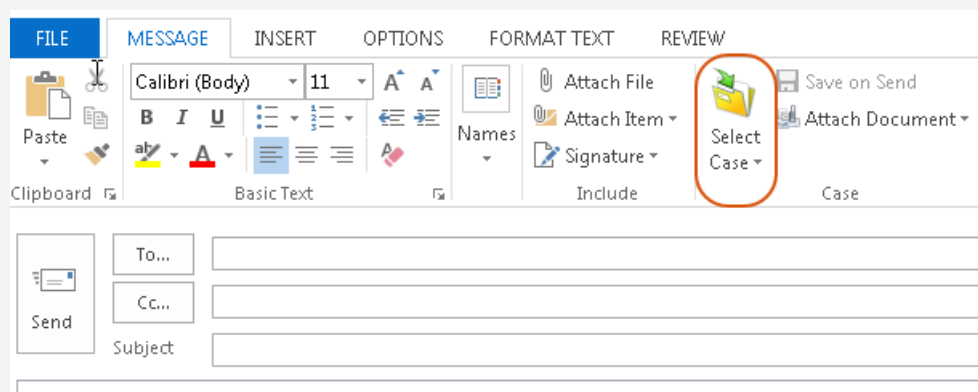 FILE MESSAGE INSERT OPTIONS FORMAT TEXT REVIEW
Paste
Clipboard
Calibri (Body) 11 A A
B I U
ab A
Basic Text
Names
Attach File
Attach Item
Signature
Include
Select
Case
Save on Send
Attach Document
Case
Send
To...
Cc...
Subject